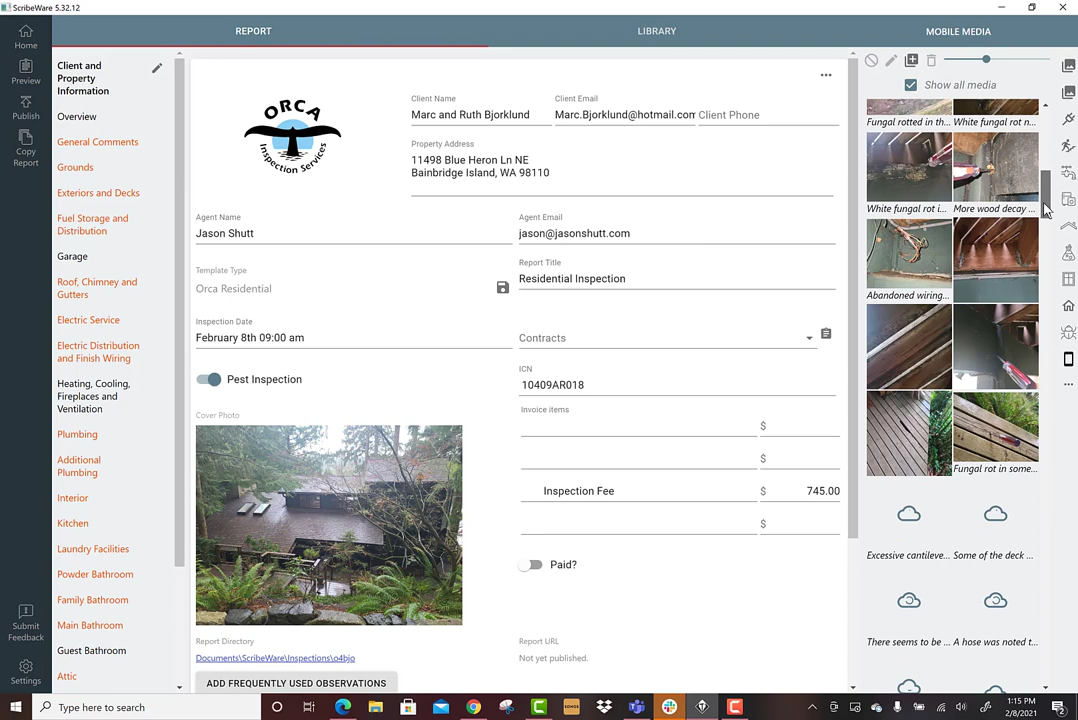 ScribeWare 5.32.12
REPORT
LIBRARY
MOBILE MEDIA
Home
Preview
Publish
Copy
Report
Submit
Feedback
Settings
Client and
Property
Information
Overview
General Comments
Grounds
Exteriors and Decks
Fuel Storage and
Distribution
Garage
Roof, Chimney and
Gutters
Electric Service
Electric Distribution
and Finish Wiring
Heating, Cooling,
Fireplaces and
Ventilation
Plumbing
Additional
Plumbing
Interior
Kitchen
Laundry Facilities
Powder Bathroom
Family Bathroom
Main Bathroom
Guest Bathroom
Attic
ORCA
Inspection Services
Client Name
Marc and Ruth Bjorklund
Client Email
Marc.Bjorklund@hotmail.com
Client Phone
Property Address
11498 Blue Heron Ln NE
Bainbridge Island, WA 98110
Agent Name
Jason Shutt
Agent Email
jason@jasonshutt.com
Template Type
Orca Residential
Report Title
Residential Inspection
Inspection Date
February 8th 09:00 am
Contracts
Pest Inspection
ICN
10409AR018
Cover Photo
Invoice items
$
$
Inspection Fee $ 745.00
$
Paid?
Report Directory
Documents\ScribeWare\Inspections\o4bjo
Report URL
Not yet published.
ADD FREQUENTLY USED OBSERVATIONS
Show all media
Fungal rotted in th...
White fungal rot n...
White fungal rot i...
More wood decay ...
Abandoned wiring...
Fungal rot in some...
Excessive cantileve...
Some of the deck ...
There seems to be ...
A hose was noted t...
Type here to search
SONOS
1:15 PM
2/8/2021
2